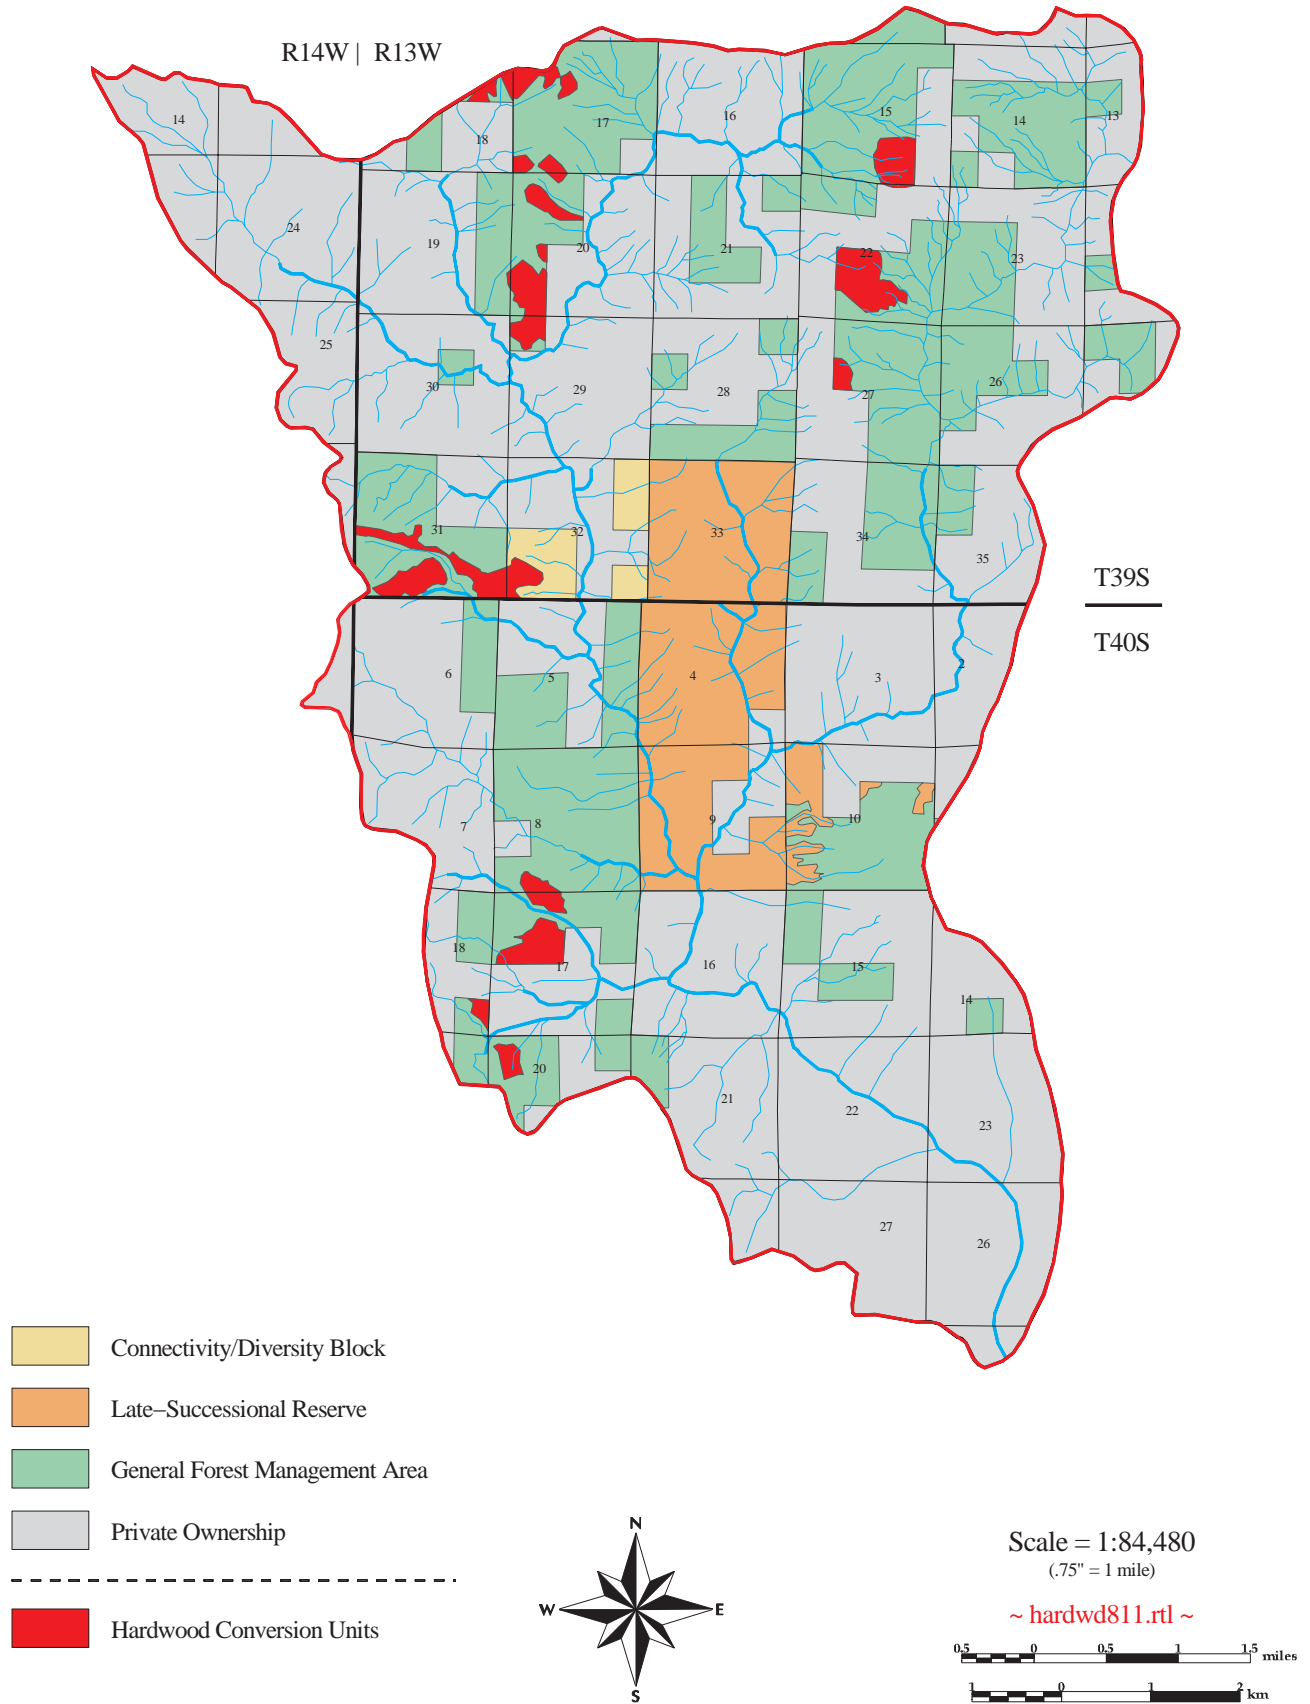 R14W | R13W
14
18
17
16
15
14
13
24
19
20
21
22
23
25
30
29
28
27
26
31
32
33
34
35
T39S
T40S
6
5
4
3
2
7
8
9
10
18
17
16
15
14
20
21
22
23
27
26
Connectivity/Diversity Block
Late–Successional Reserve
General Forest Management Area
Private Ownership
Hardwood Conversion Units
N
W
E
S
Scale = 1:84,480
(.75" = 1 mile)
~ hardwd811.rtl ~
0.5 0 0.5 1 1.5 miles
1 0 1 2 km